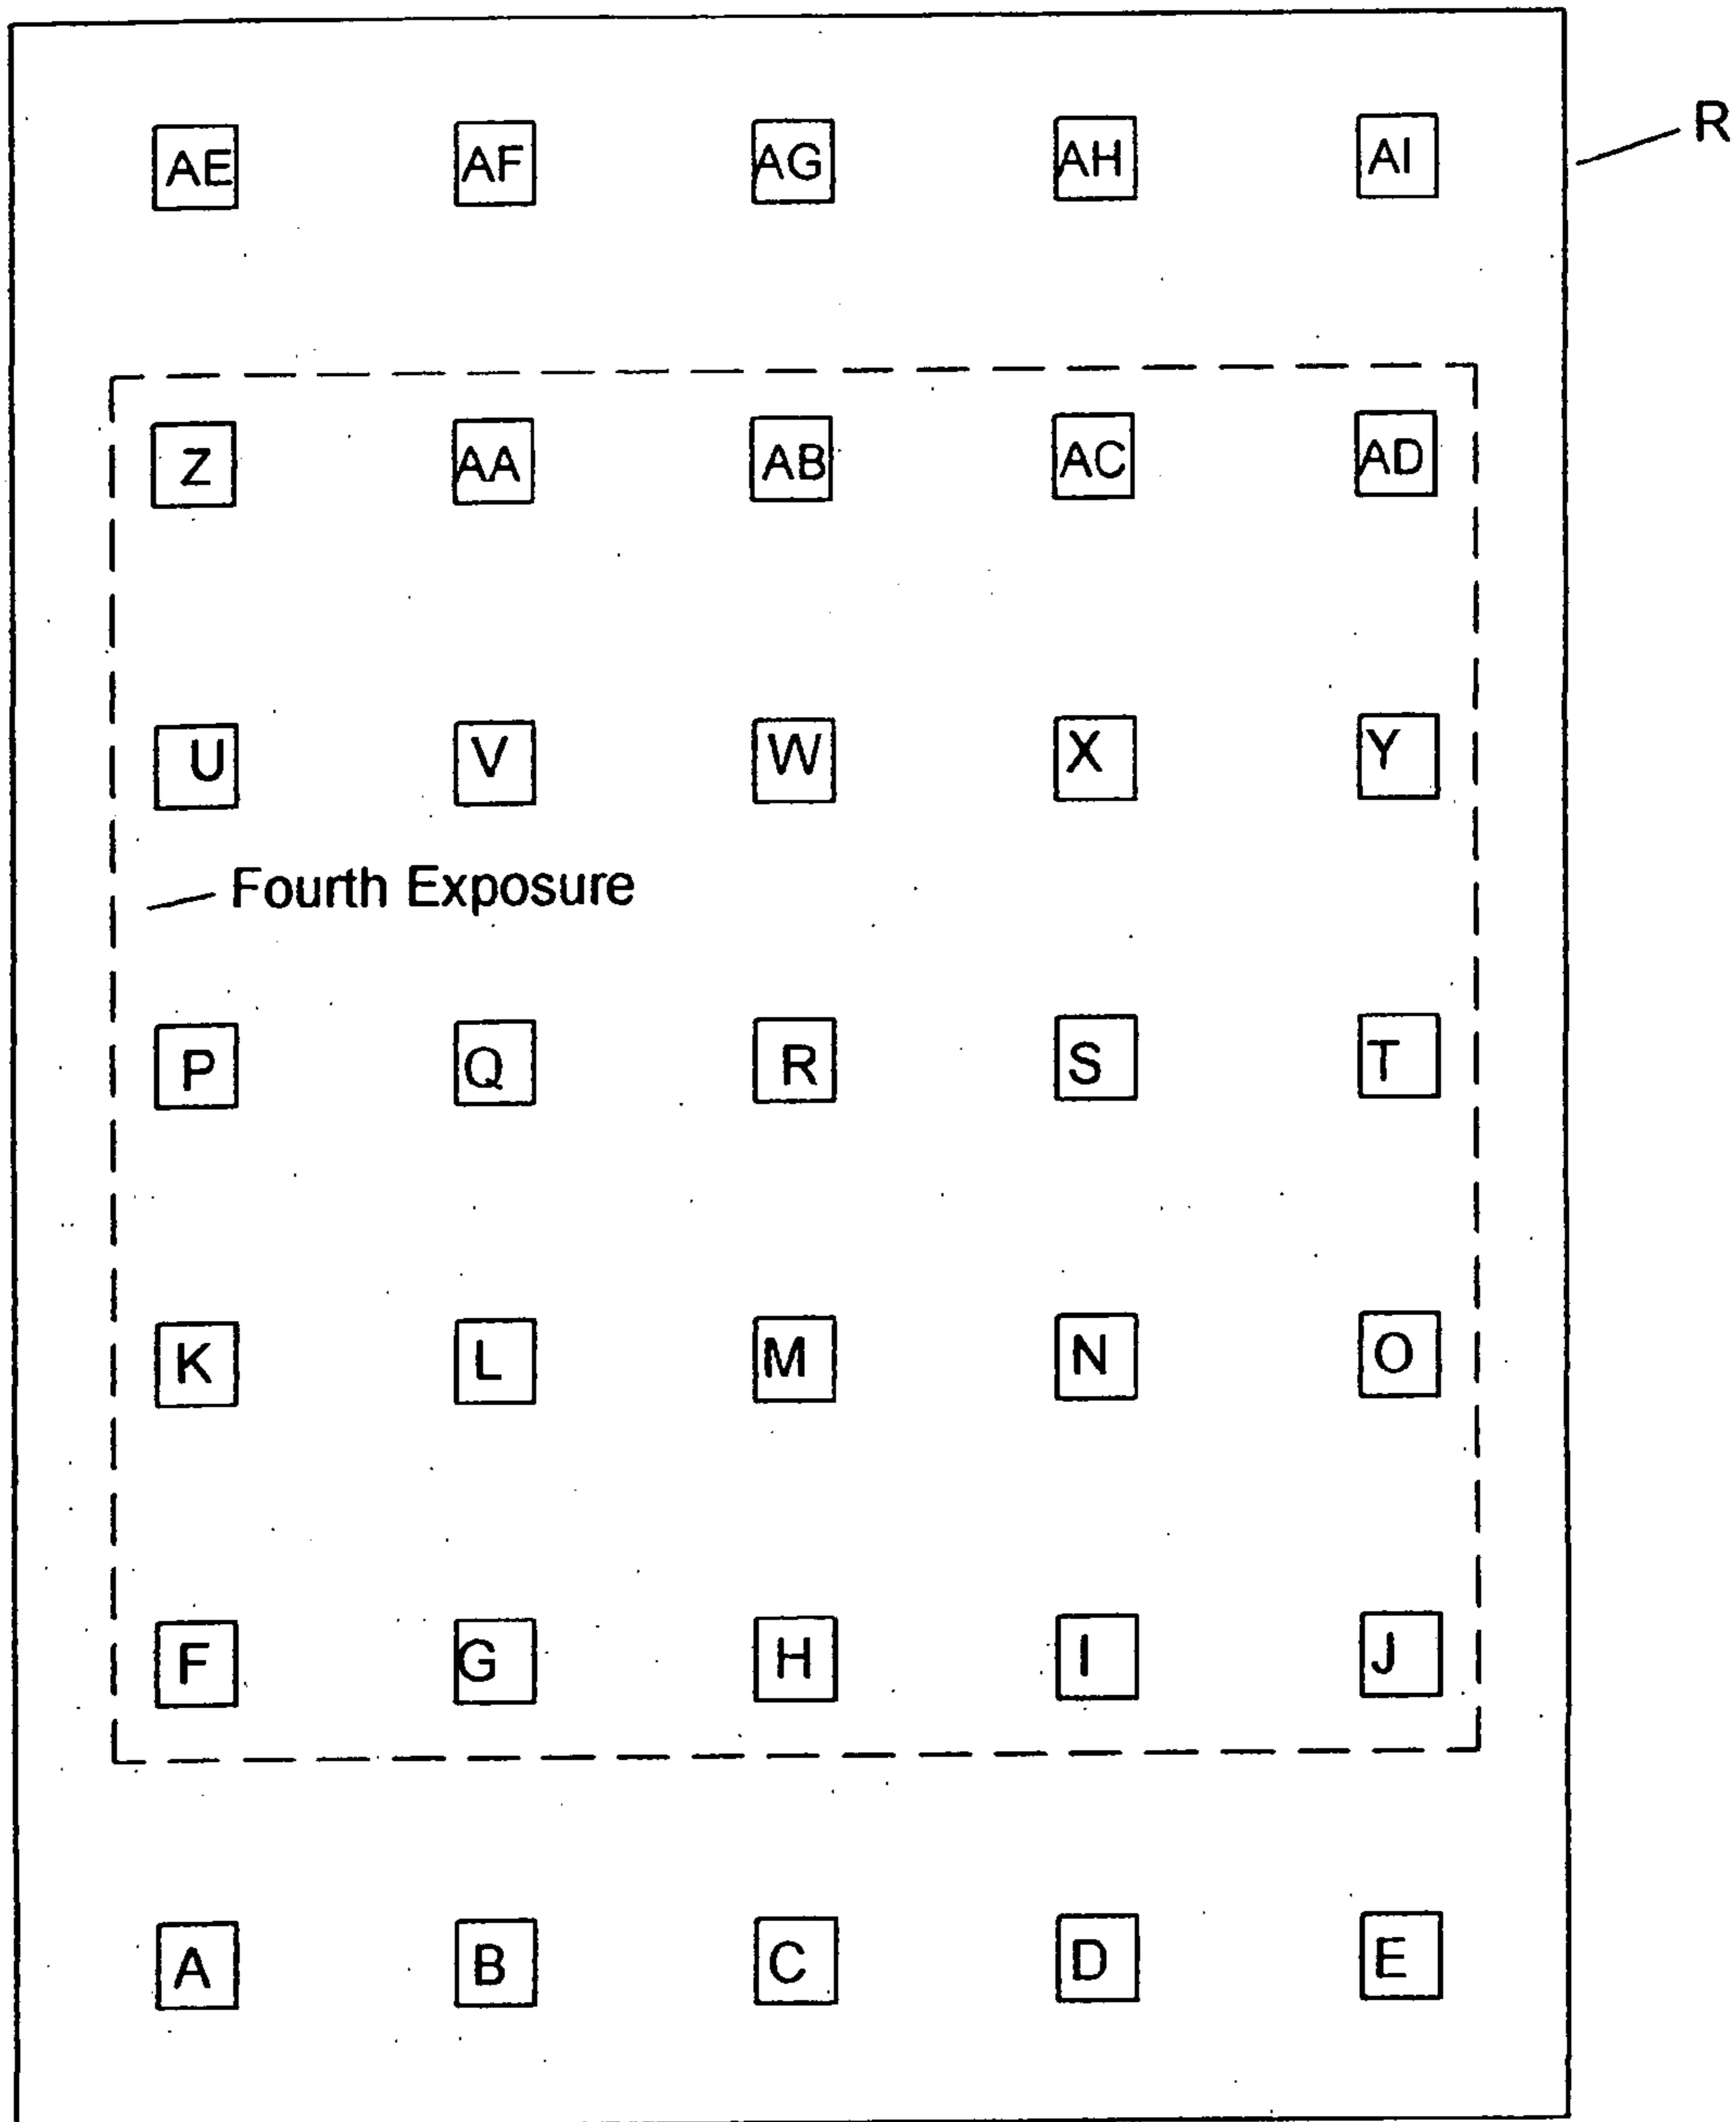 R
AE AF AG AH AI
Z AA AB AC AD
U V W X Y
Fourth Exposure
P Q R S T
K L M N O
F G H I J
A B C D E